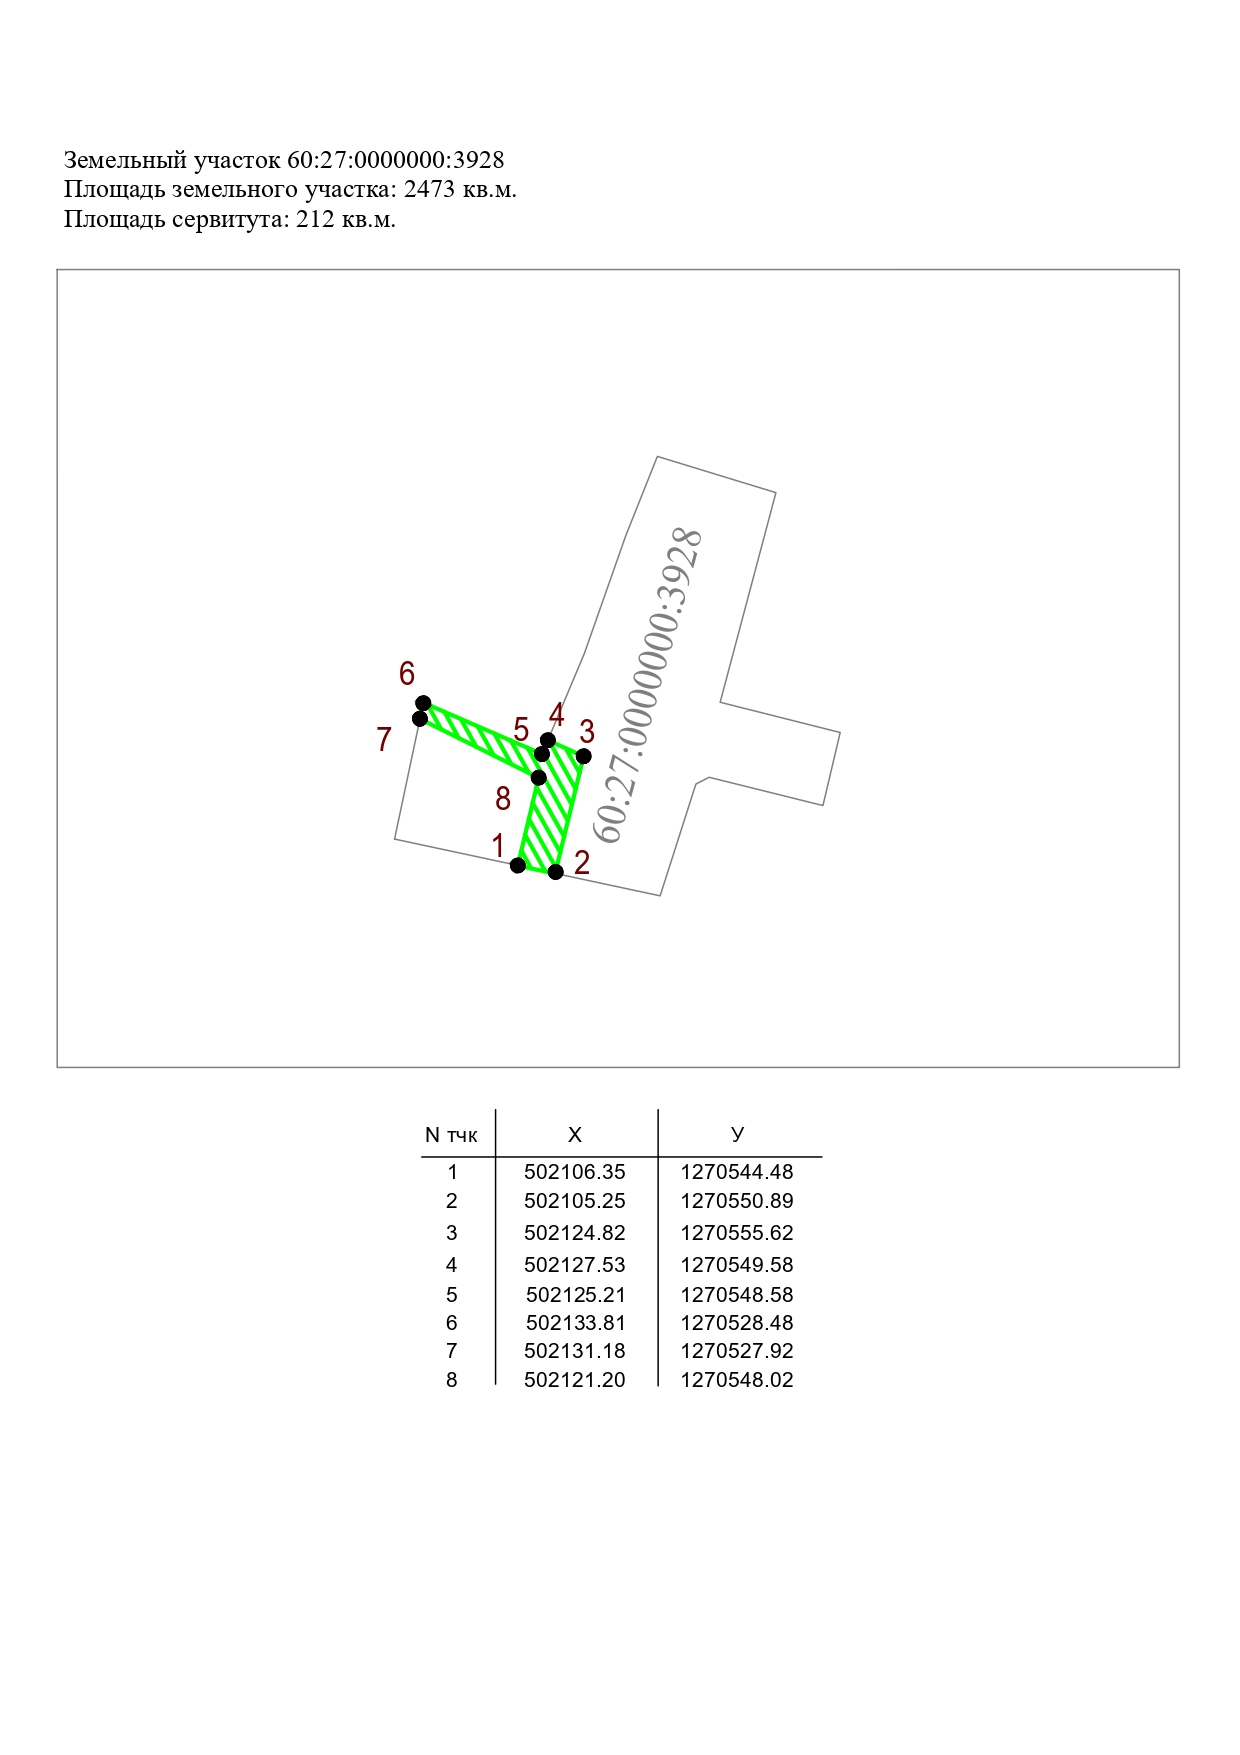 Земельный участок 60:27:0000000:3928
Площадь земельного участка: 2473 кв.м.
Площадь сервитута: 212 кв.м.
60:27:0000000:3928
6
7
5
4
3
8
1
2
N тчк X У
1 502106.35 1270544.48
2 502105.25 1270550.89
3 502124.82 1270555.62
4 502127.53 1270549.58
5 502125.21 1270548.58
6 502133.81 1270528.48
7 502131.18 1270527.92
8 502121.20 1270548.02